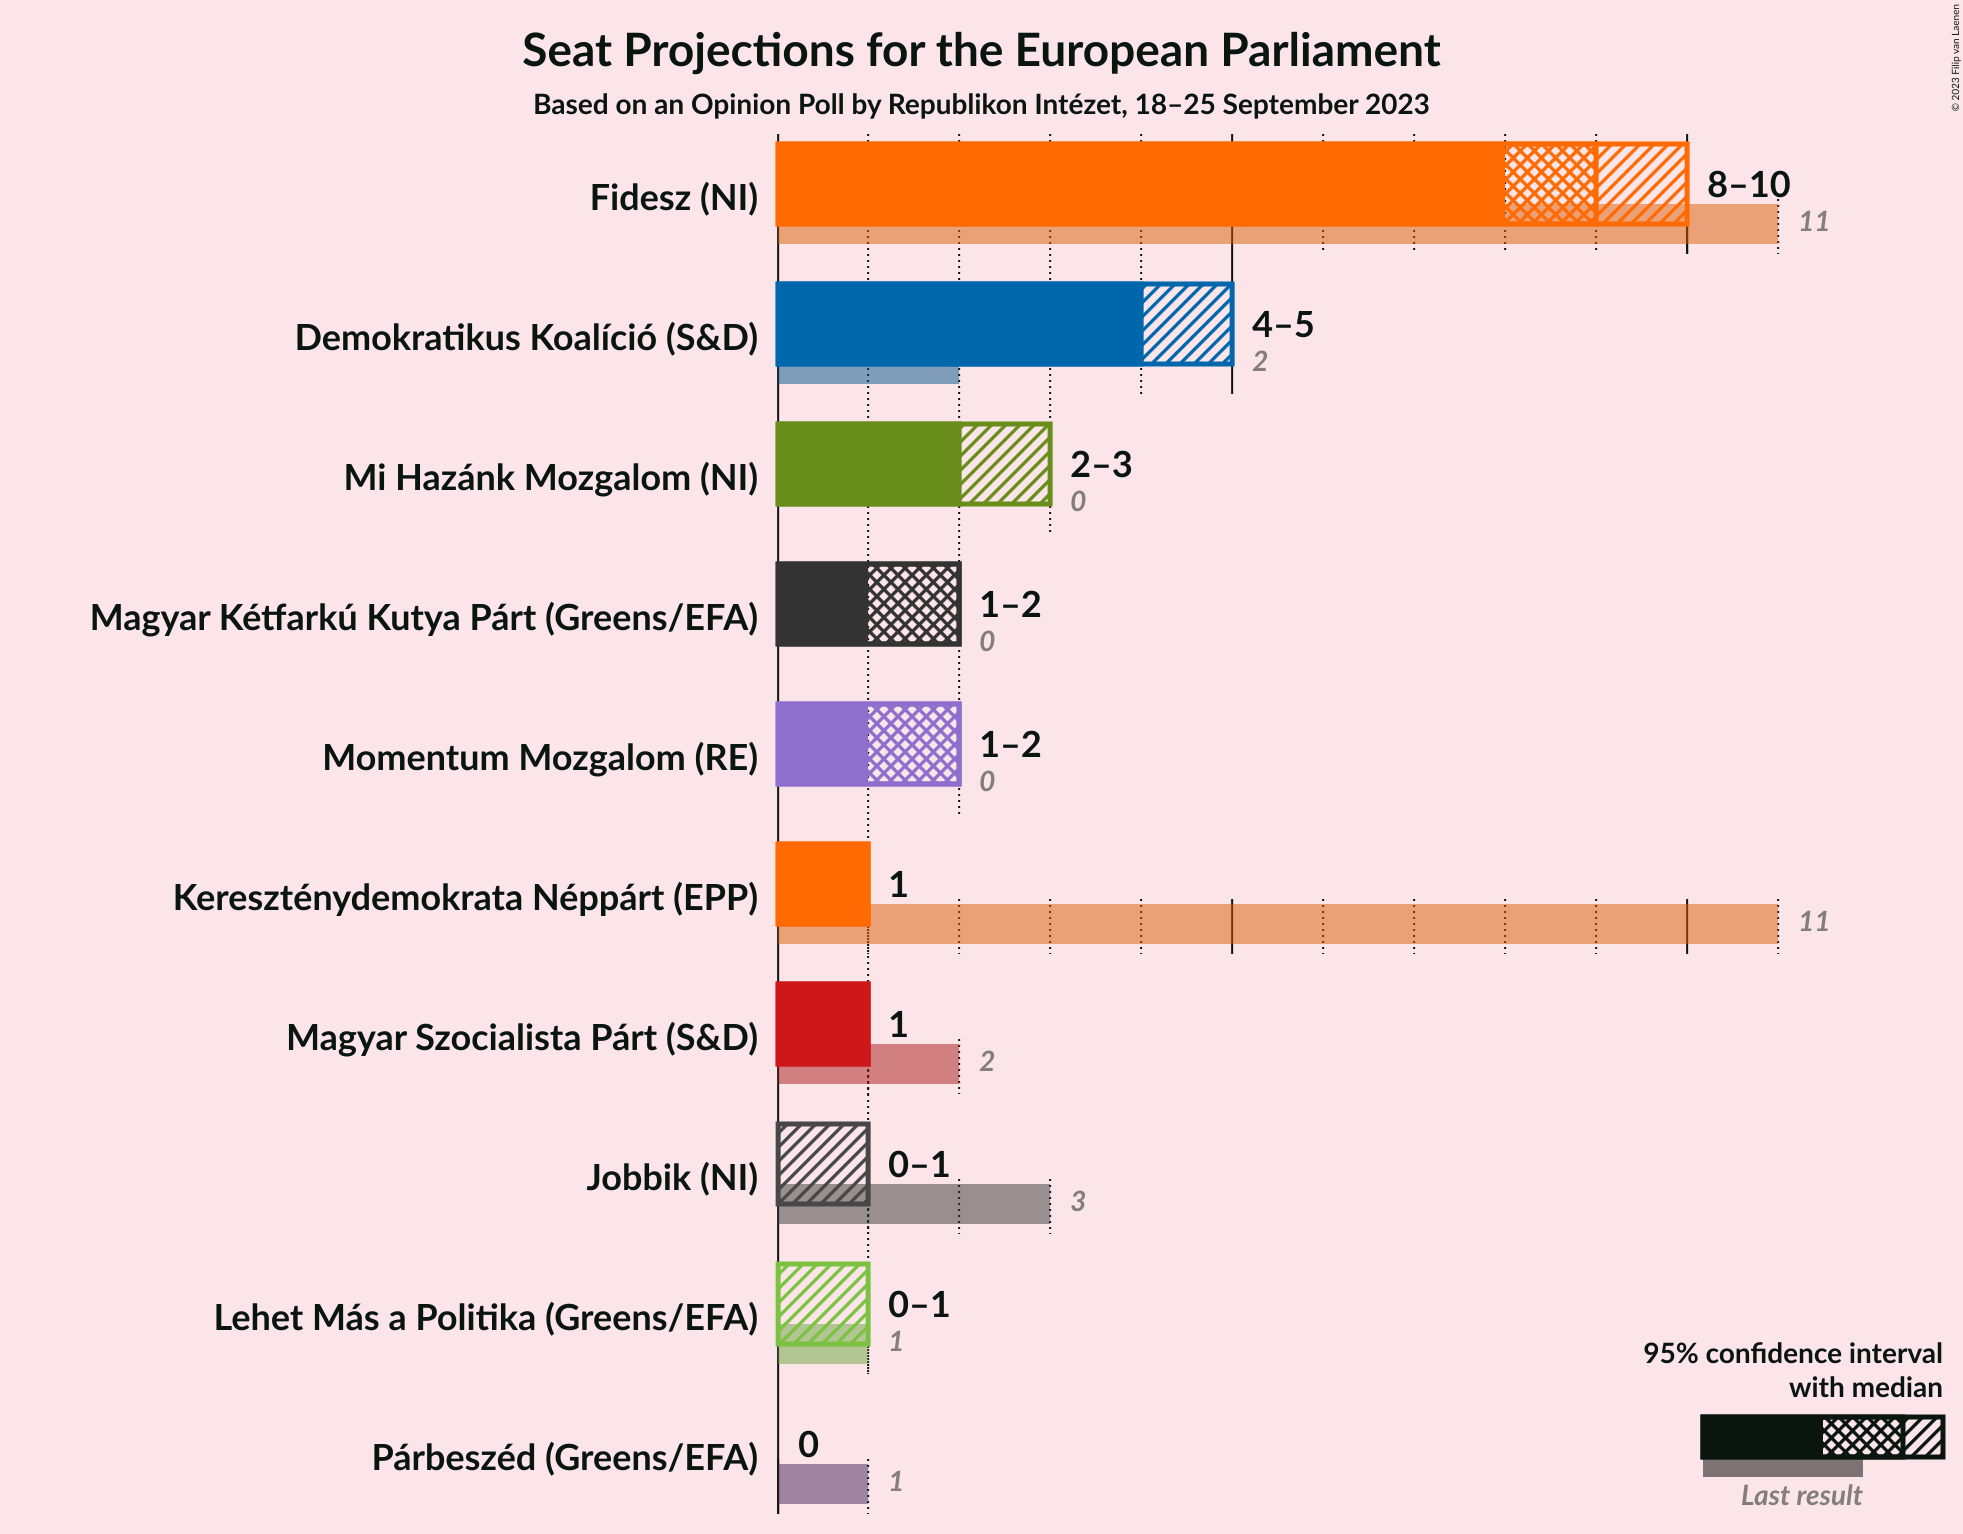 Seat Projections for the European Parliament
Based on an Opinion Poll by Republikon Intézet, 18–25 September 2023
© 2023 Filip van Laenen
Fidesz (NI)
8–10
11
Demokratikus Koalíció (S&D)
4–5
2
Mi Hazánk Mozgalom (NI)
2–3
0
Magyar Kétfarkú Kutya Párt (Greens/EFA)
1–2
0
Momentum Mozgalom (RE)
1–2
0
Kereszténydemokrata Néppárt (EPP)
1
11
Magyar Szocialista Párt (S&D)
1
2
Jobbik (NI)
0–1
3
Lehet Más a Politika (Greens/EFA)
0–1
1
Párbeszéd (Greens/EFA)
0
1
95% confidence interval
with median
Last result